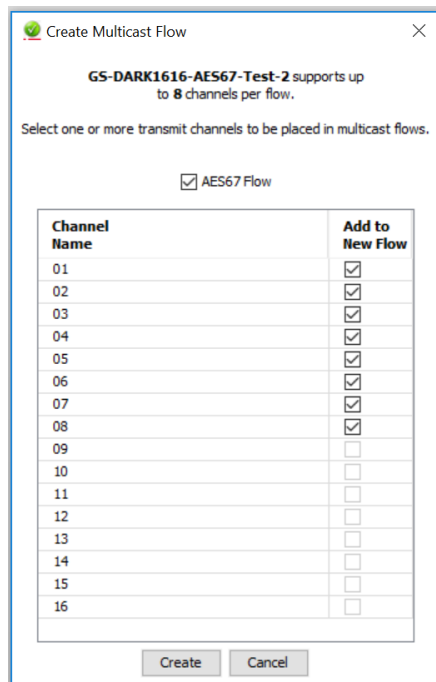 Create Multicast Flow
GS-DARK1616-AES67-Test-2 supports up
to 8 channels per flow.
Select one or more transmit channels to be placed in multicast flows.
AES67 Flow
Channel Name
Add to New Flow
01
02
03
04
05
06
07
08
09
10
11
12
13
14
15
16
Create
Cancel